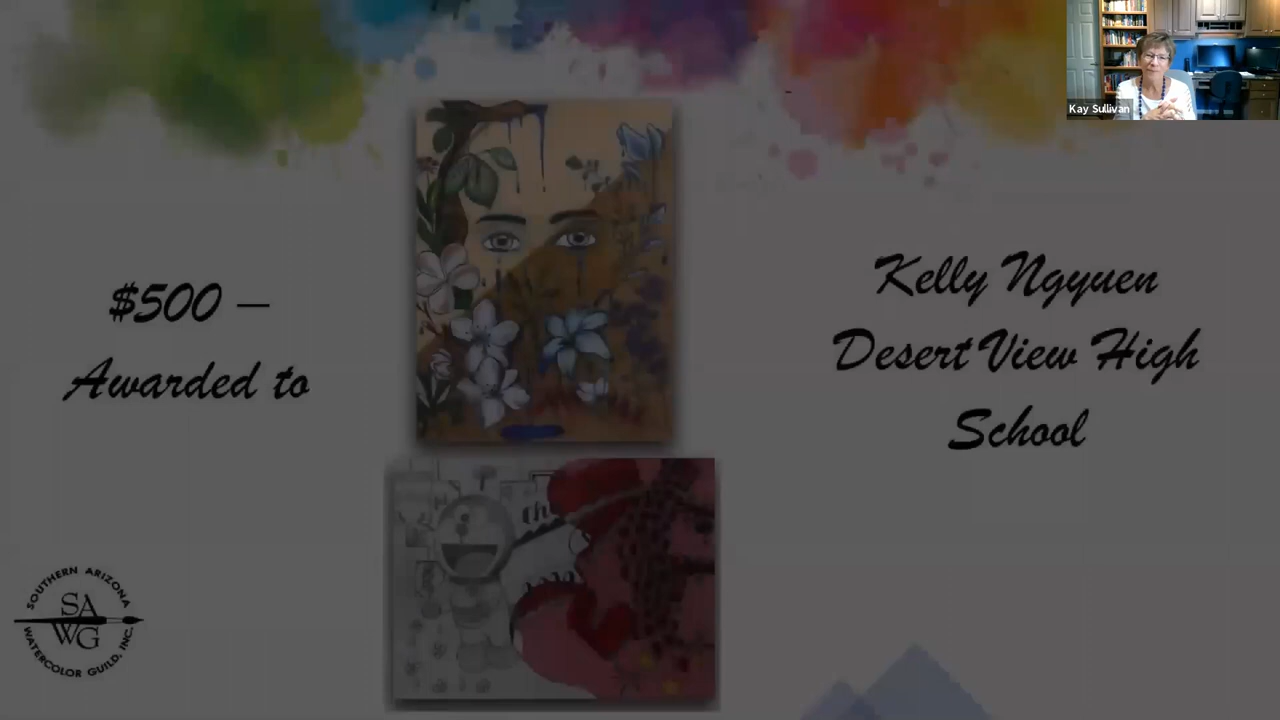 Kay Sullivan
$500 –
Awarded to
Kelly Ngyuen
Desert View High
School
SOUTHERN ARIZONA
SA
WG
WATERCOLOR GUILD, INC.